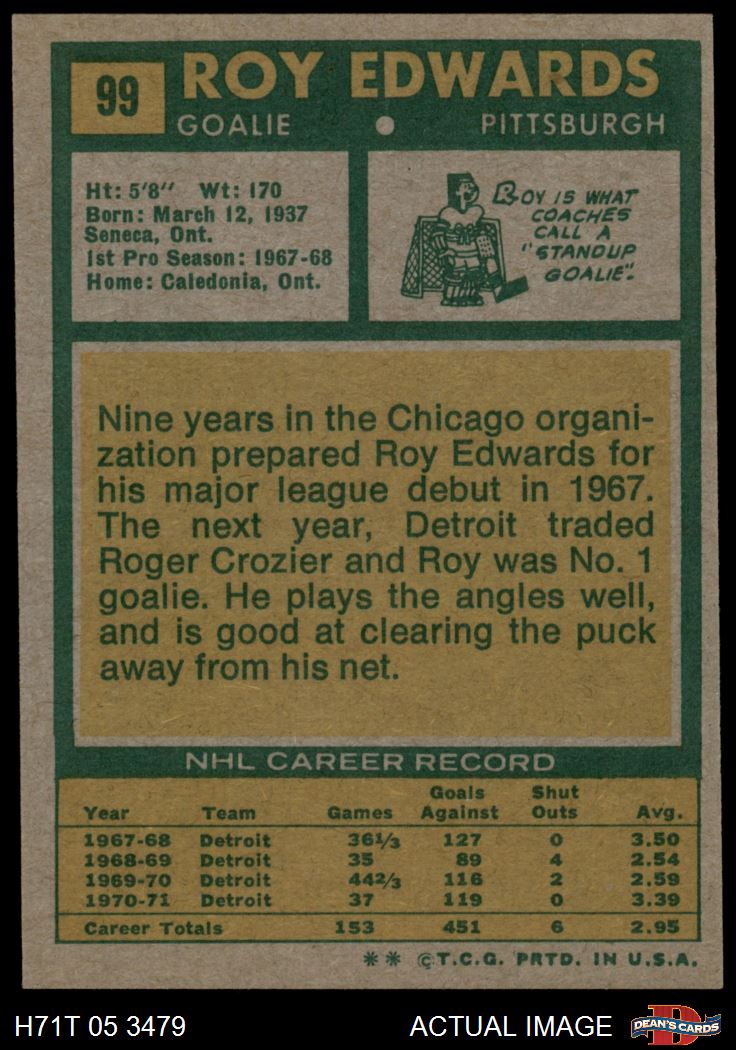 99
ROY EDWARDS
GOALIE • PITTSBURGH
Ht: 5'8" Wt: 170
Born: March 12, 1937
Seneca, Ont.
1st Pro Season: 1967-68
Home: Caledonia, Ont.
ROY IS WHAT
COACHES
CALL A
"STANDUP
GOALIE".
Nine years in the Chicago organi-
zation prepared Roy Edwards for
his major league debut in 1967.
The next year, Detroit traded
Roger Crozier and Roy was No. 1
goalie. He plays the angles well,
and is good at clearing the puck
away from his net.
NHL CAREER RECORD
Goals Shut
Year Team Games Against Outs Avg.
1967-68 Detroit 36 1/3 127 0 3.50
1968-69 Detroit 35 89 4 2.54
1969-70 Detroit 44 2/3 116 2 2.59
1970-71 Detroit 37 119 0 3.39
Career Totals 153 451 6 2.95
** ©T.C.G. PRTD. IN U.S.A.
H71T 05 3479 ACTUAL IMAGE DEAN'S CARDS